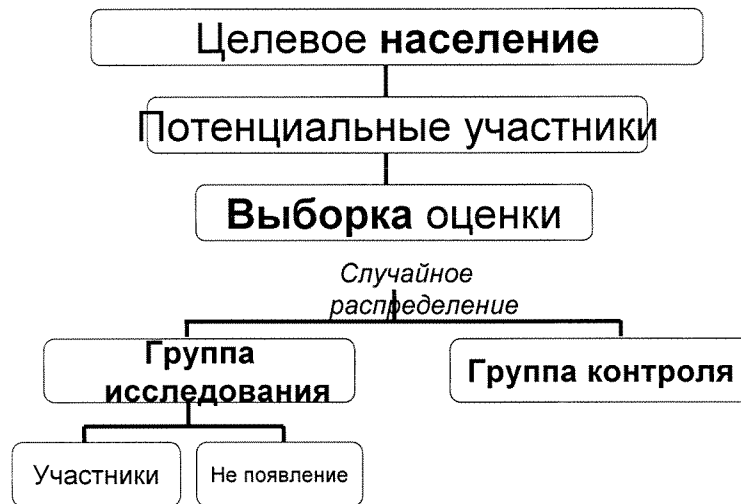 Целевое население
Потенциальные участники
Выборка оценки
Случайное
распределение
Группа
исследования
Группа контроля
Участники
Не появление